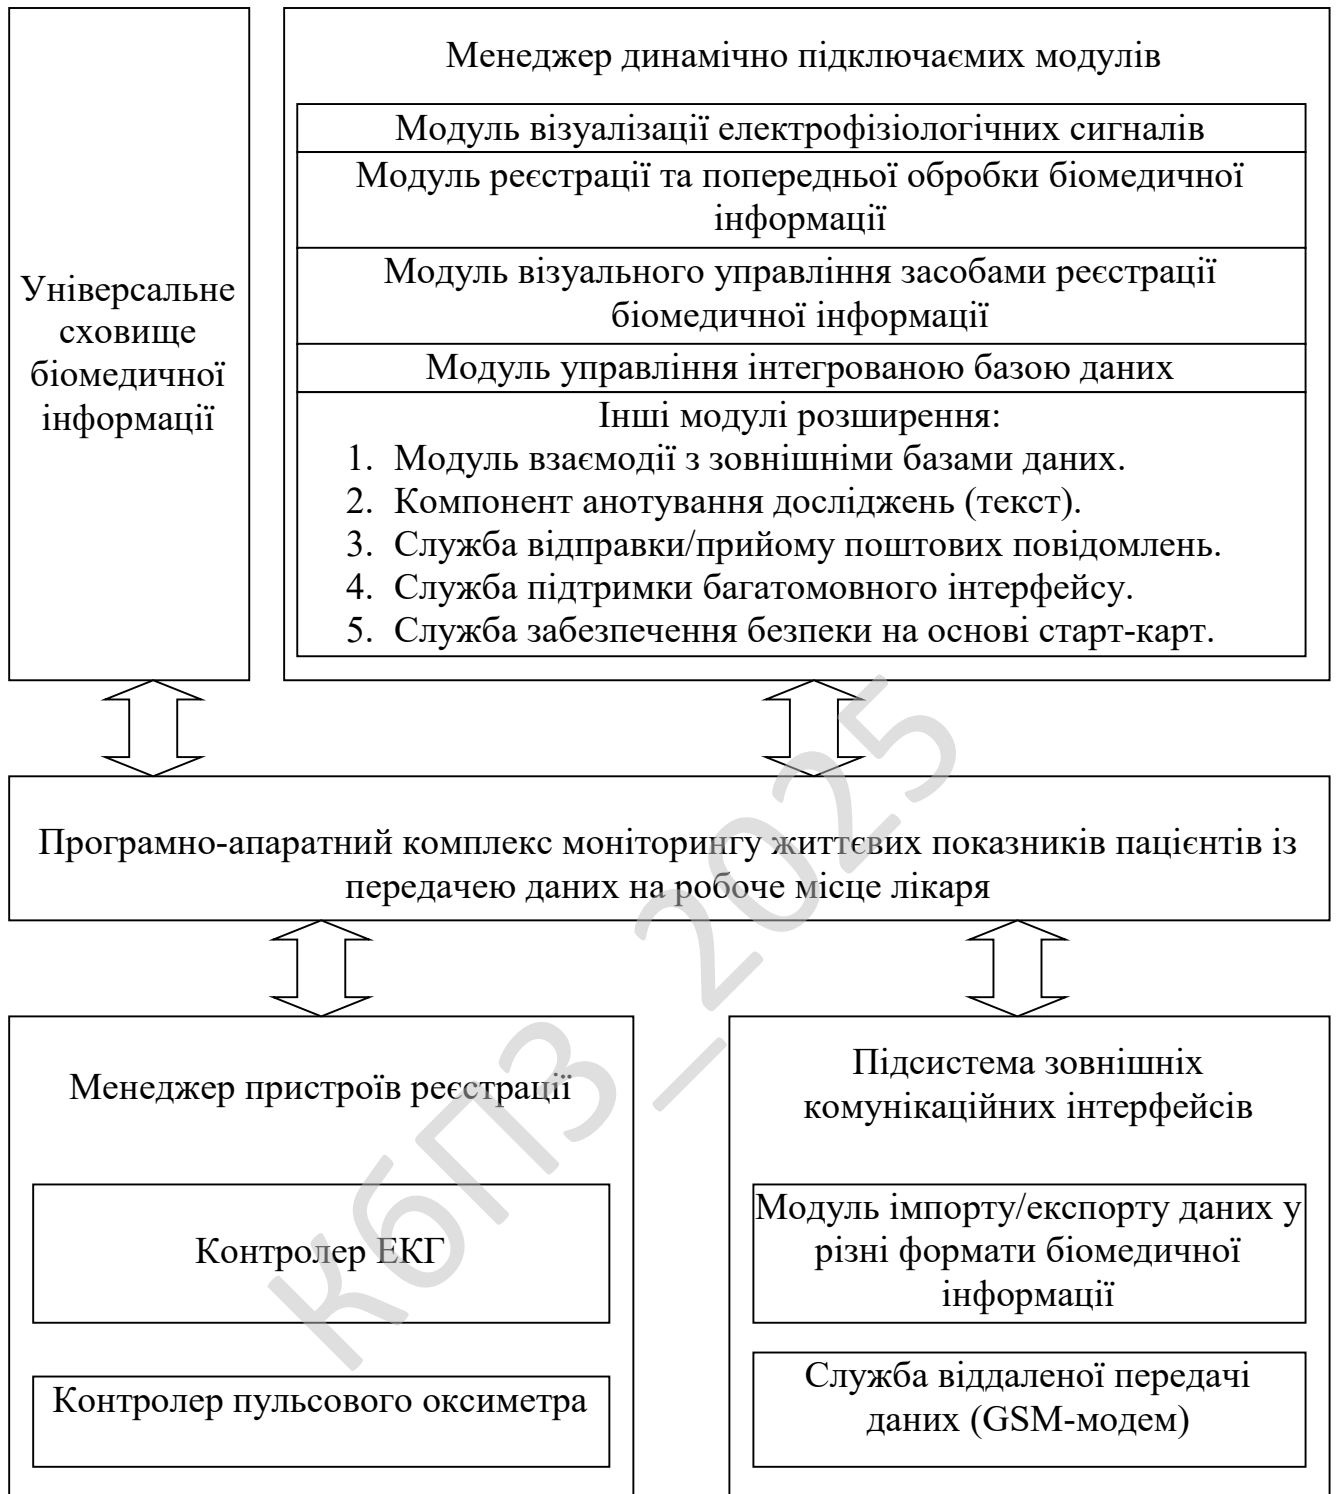 Універсальне
сховище
біомедичної
інформації
Менеджер динамічно підключаємих модулів
Модуль візуалізації електрофізіологічних сигналів
Модуль реєстрації та попередньої обробки біомедичної
інформації
Модуль візуального управління засобами реєстрації
біомедичної інформації
Модуль управління інтегрованою базою даних
Інші модулі розширення:
1. Модуль взаємодії з зовнішніми базами даних.
2. Компонент анотування досліджень (текст).
3. Служба відправки/прийому поштових повідомлень.
4. Служба підтримки багатомовного інтерфейсу.
5. Служба забезпечення безпеки на основі старт-карт.
Програмно-апаратний комплекс моніторингу життєвих показників пацієнтів із
передачею даних на робоче місце лікаря
Менеджер пристроїв реєстрації
Контролер ЕКГ
Контролер пульсового оксиметра
Підсистема зовнішніх
комунікаційних інтерфейсів
Модуль імпорту/експорту даних у
різні формати біомедичної
інформації
Служба віддаленої передачі
даних (GSM-модем)
КбПЗ_2025